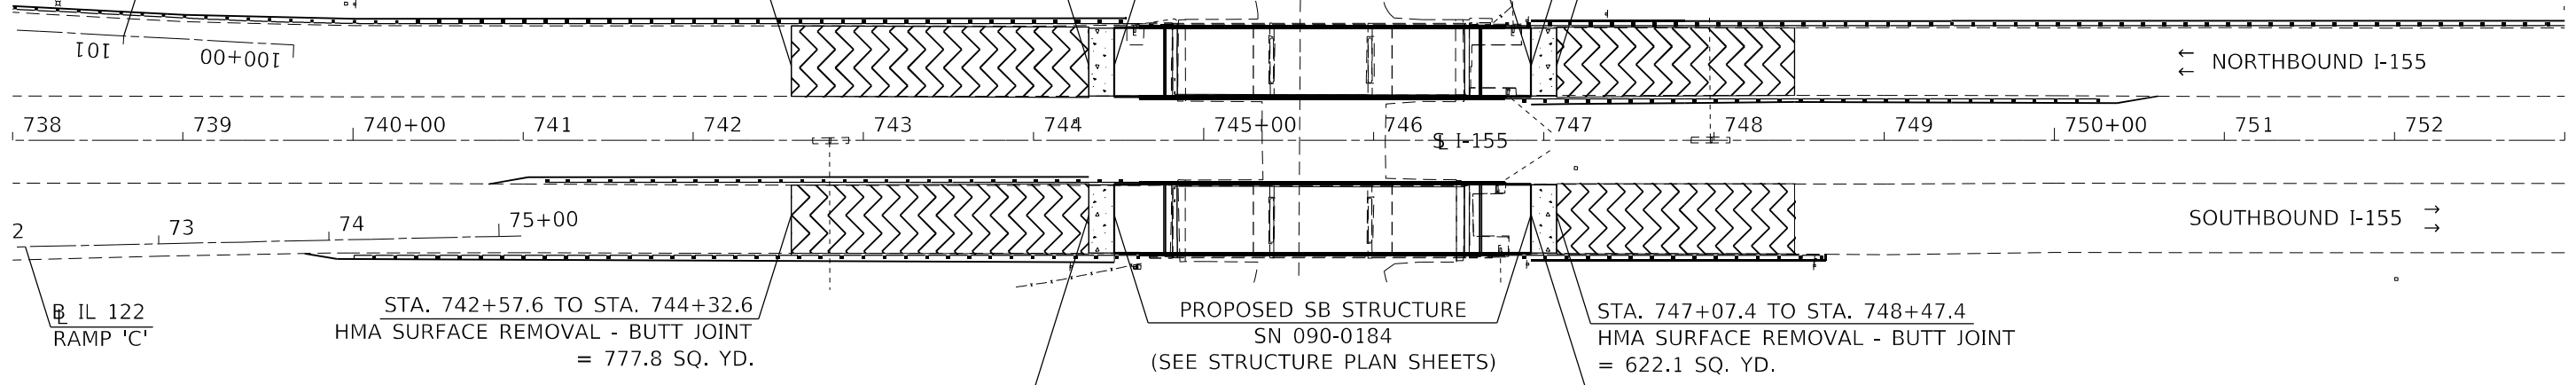 101
100+00
← NORTHBOUND I-155
←
738 739 740+00 741 742 743 744 745+00 746 747 748 749 750+00 751 752
℄ I-155
2 73 74 75+00
SOUTHBOUND I-155 →
→
BL IL 122
RAMP 'C'
STA. 742+57.6 TO STA. 744+32.6
HMA SURFACE REMOVAL - BUTT JOINT
= 777.8 SQ. YD.
PROPOSED SB STRUCTURE
SN 090-0184
(SEE STRUCTURE PLAN SHEETS)
STA. 747+07.4 TO STA. 748+47.4
HMA SURFACE REMOVAL - BUTT JOINT
= 622.1 SQ. YD.